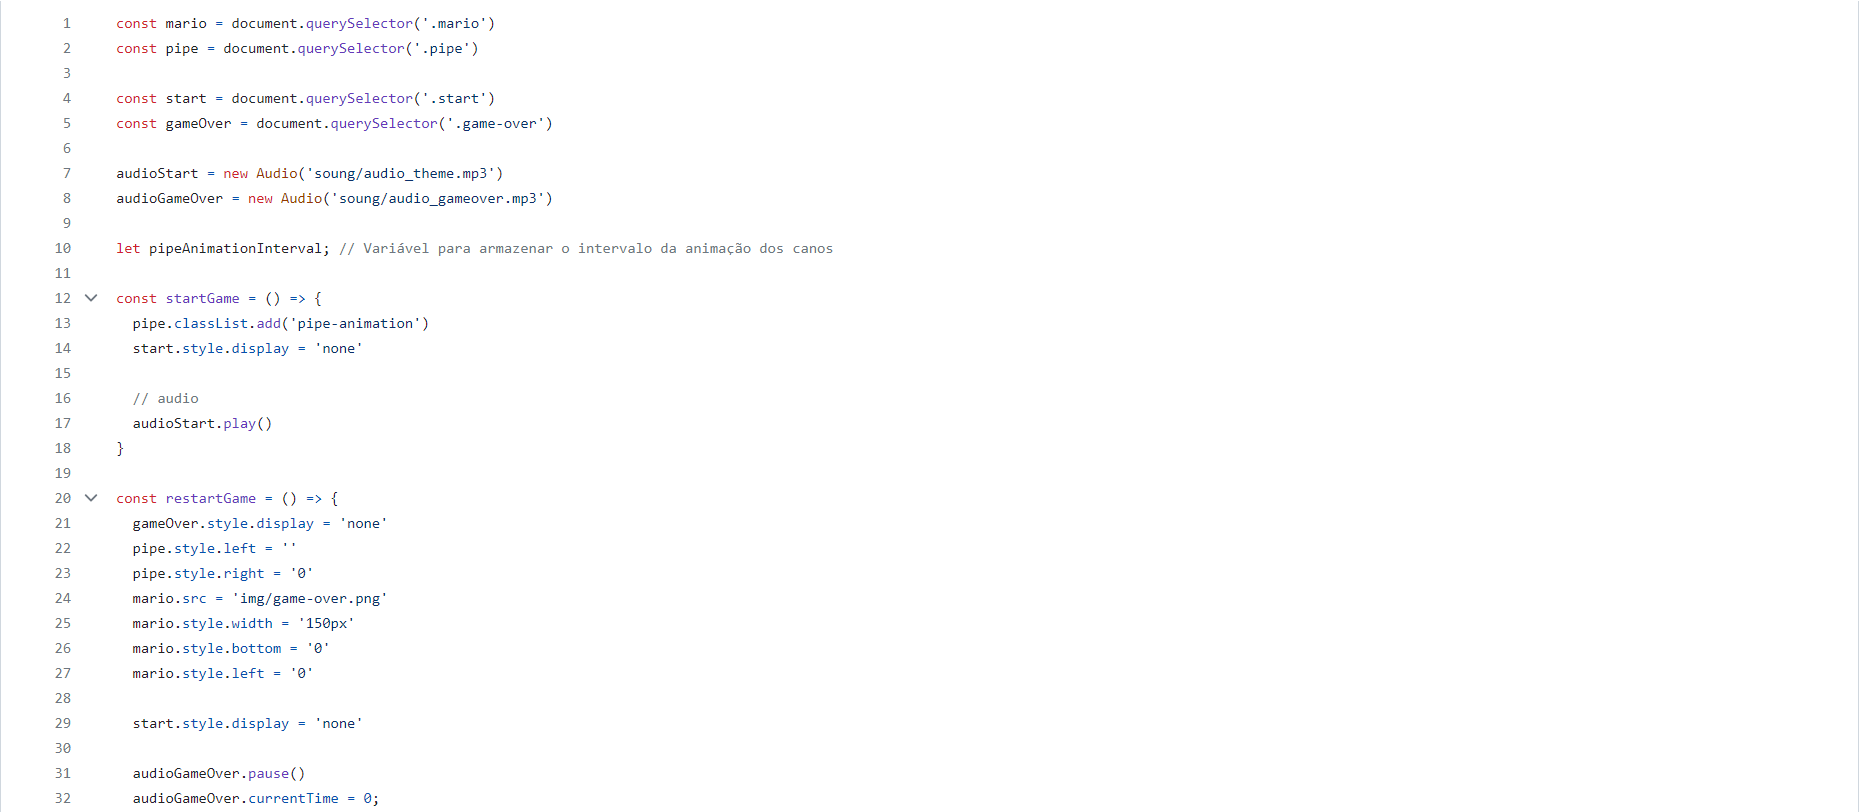 1 const mario = document.querySelector('.mario')
2 const pipe = document.querySelector('.pipe')
3
4 const start = document.querySelector('.start')
5 const gameOver = document.querySelector('.game-over')
6
7 audioStart = new Audio('soung/audio_theme.mp3')
8 audioGameOver = new Audio('soung/audio_gameover.mp3')
9
10 let pipeAnimationInterval; // Variável para armazenar o intervalo da animação dos canos
11
12 const startGame = () => {
13   pipe.classList.add('pipe-animation')
14   start.style.display = 'none'
15
16   // audio
17   audioStart.play()
18 }
19
20 const restartGame = () => {
21   gameOver.style.display = 'none'
22   pipe.style.left = ''
23   pipe.style.right = '0'
24   mario.src = 'img/game-over.png'
25   mario.style.width = '150px'
26   mario.style.bottom = '0'
27   mario.style.left = '0'
28
29   start.style.display = 'none'
30
31   audioGameOver.pause()
32   audioGameOver.currentTime = 0;